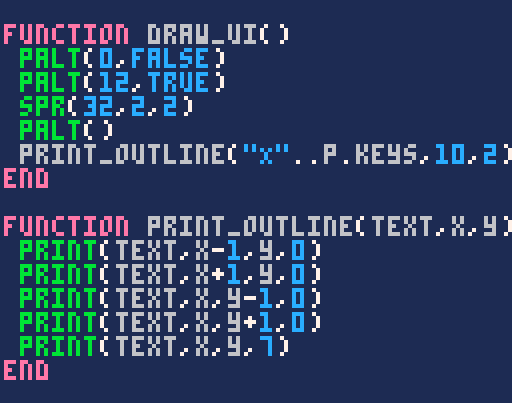 FUNCTION DRAW_UI()
 PALT(0,FALSE)
 PALT(12,TRUE)
 SPR(32,2,2)
 PALT()
 PRINT_OUTLINE("x"..P.KEYS,10,2)
END

FUNCTION PRINT_OUTLINE(TEXT,X,Y)
 PRINT(TEXT,X-1,Y,0)
 PRINT(TEXT,X+1,Y,0)
 PRINT(TEXT,X,Y-1,0)
 PRINT(TEXT,X,Y+1,0)
 PRINT(TEXT,X,Y,7)
END